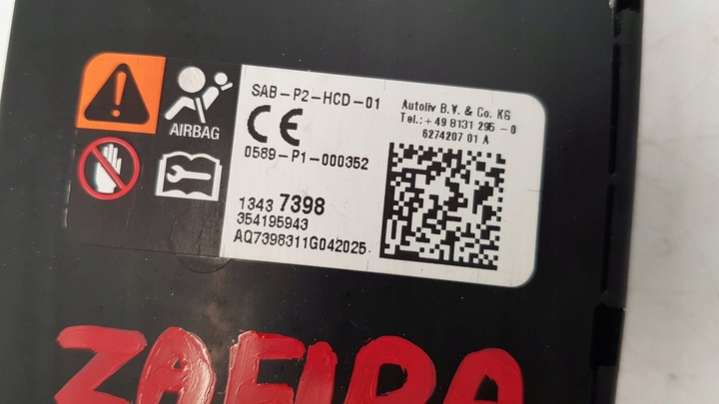 AIRBAG
SAB-P2-HCD-01
CE
0589-P1-000352
1343 7398
354195943
AQ7398311G042025
Autoliv B.V. & Co. KG
Tel.: +49 8131 295-0
6274207 01 A
ZAFIRA